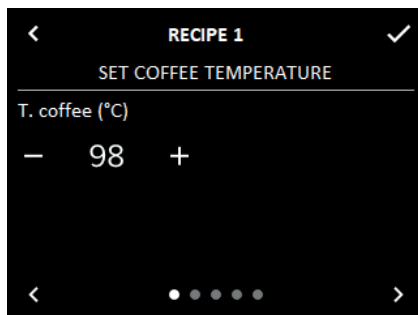 RECIPE 1
SET COFFEE TEMPERATURE
T. coffee (°C)
− 98 +